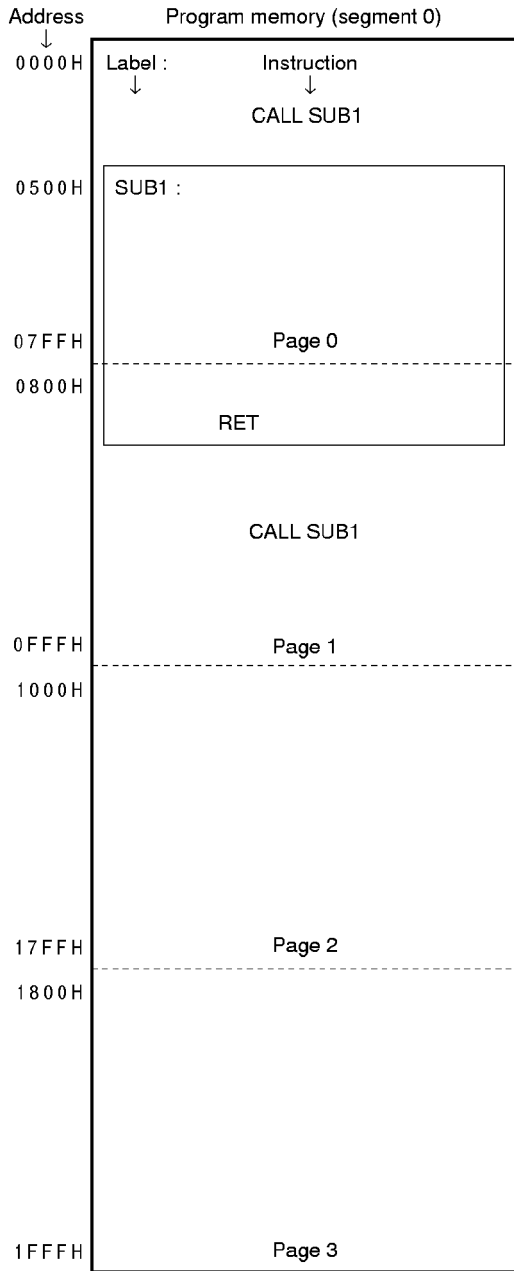 Address Program memory (segment 0)
↓
0000H Label : Instruction
↓ ↓
CALL SUB1
0500H SUB1 :
07FFH Page 0
0800H
RET
CALL SUB1
0FFFH Page 1
1000H
17FFH Page 2
1800H
1FFFH Page 3